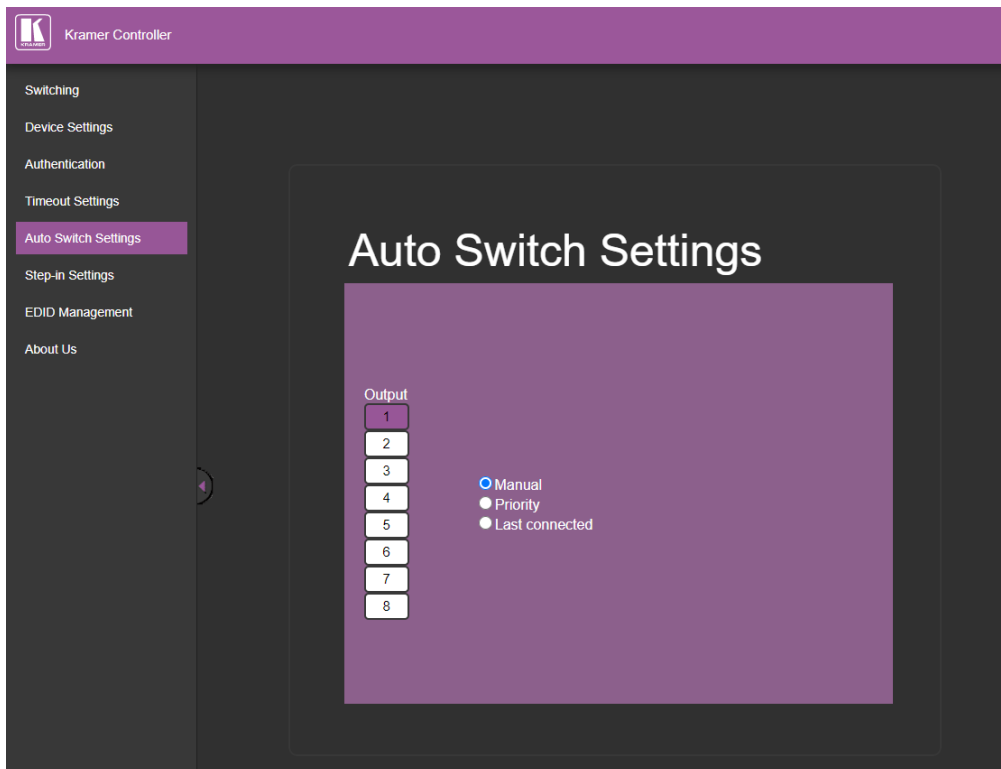 KRAMER
Kramer Controller
Switching
Device Settings
Authentication
Timeout Settings
Auto Switch Settings
Step-in Settings
EDID Management
About Us
Auto Switch Settings
Output
1
2
3
4
5
6
7
8
Manual
Priority
Last connected